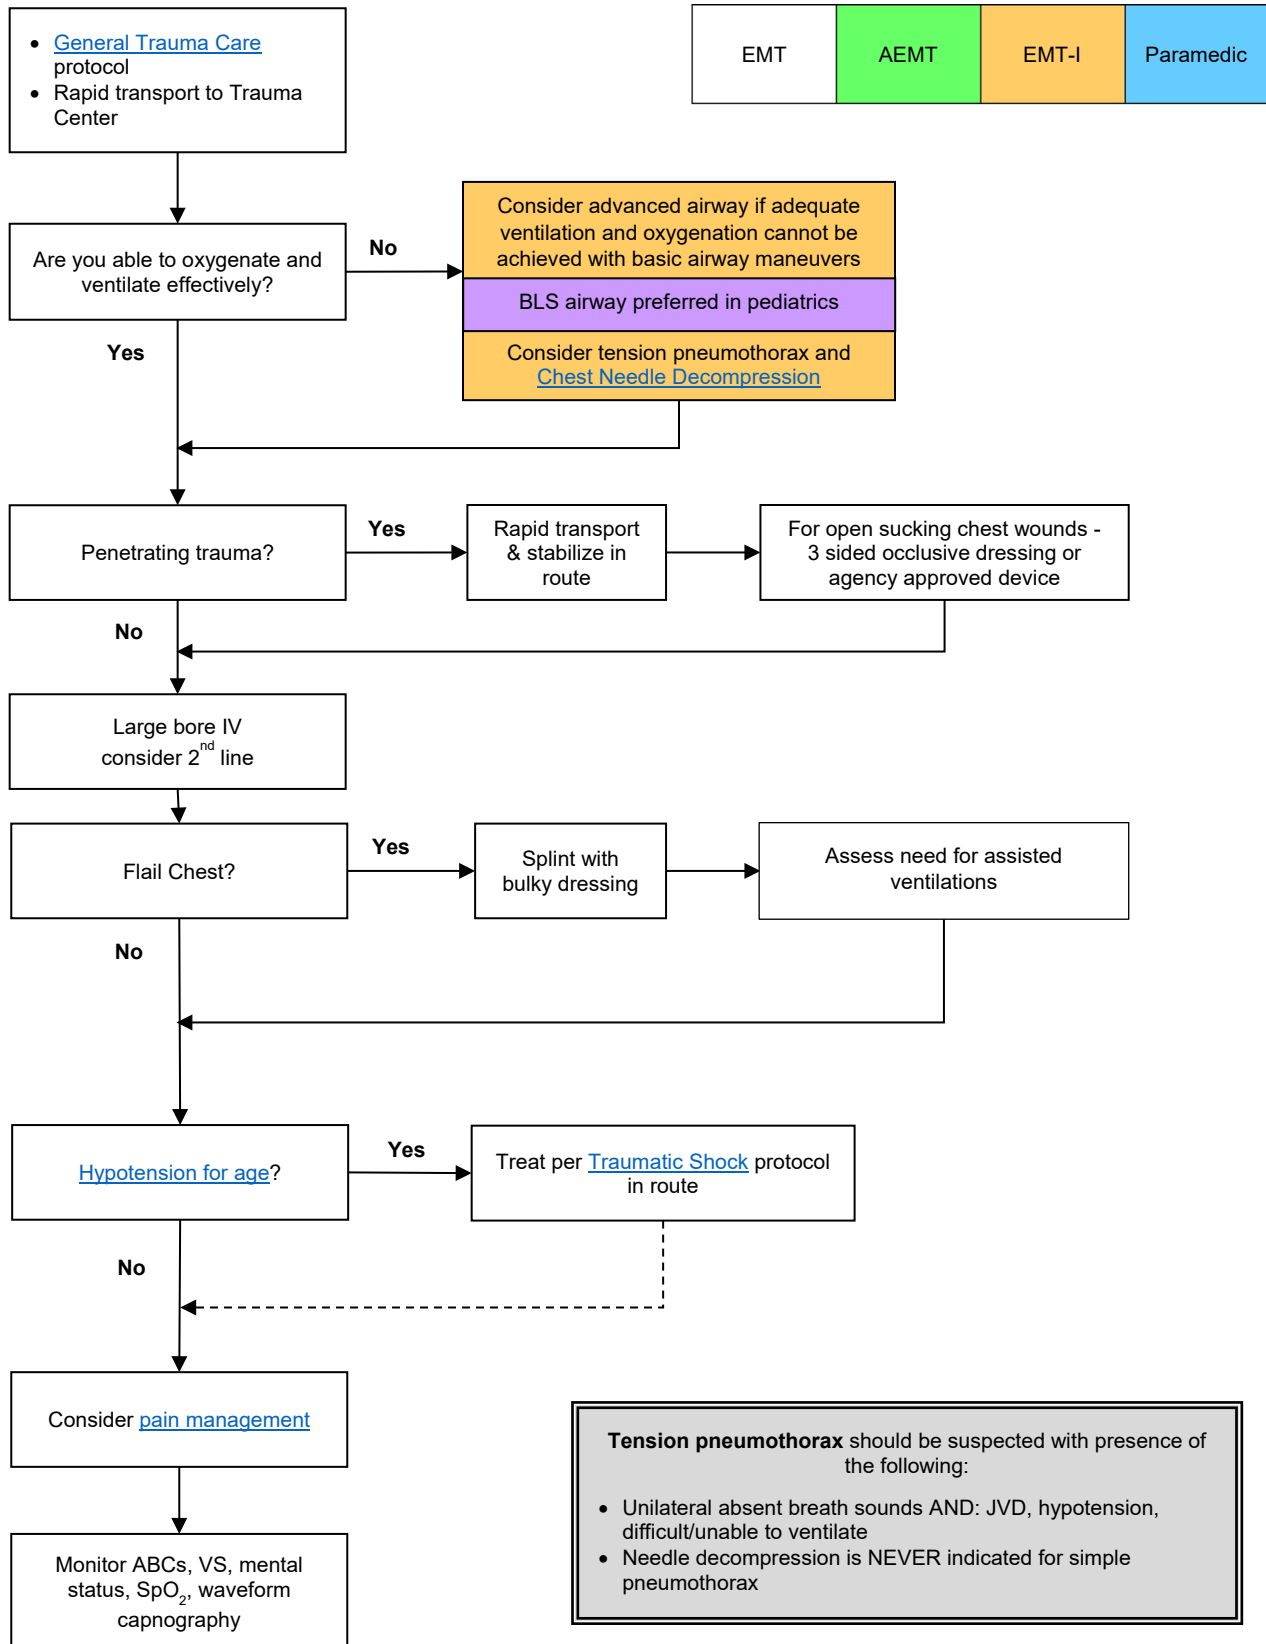 • General Trauma Care
protocol
• Rapid transport to Trauma
Center
EMT
AEMT
EMT-I
Paramedic
Are you able to oxygenate and
ventilate effectively?
No
Consider advanced airway if adequate
ventilation and oxygenation cannot be
achieved with basic airway maneuvers
BLS airway preferred in pediatrics
Consider tension pneumothorax and
Chest Needle Decompression
Yes
Penetrating trauma?
Yes
Rapid transport
& stabilize in
route
For open sucking chest wounds -
3 sided occlusive dressing or
agency approved device
No
Large bore IV
consider 2nd line
Flail Chest?
Yes
Splint with
bulky dressing
Assess need for assisted
ventilations
No
Hypotension for age?
Yes
Treat per Traumatic Shock protocol
in route
No
Consider pain management
Monitor ABCs, VS, mental
status, SpO2, waveform
capnography
Tension pneumothorax should be suspected with presence of
the following:
• Unilateral absent breath sounds AND: JVD, hypotension,
difficult/unable to ventilate
• Needle decompression is NEVER indicated for simple
pneumothorax